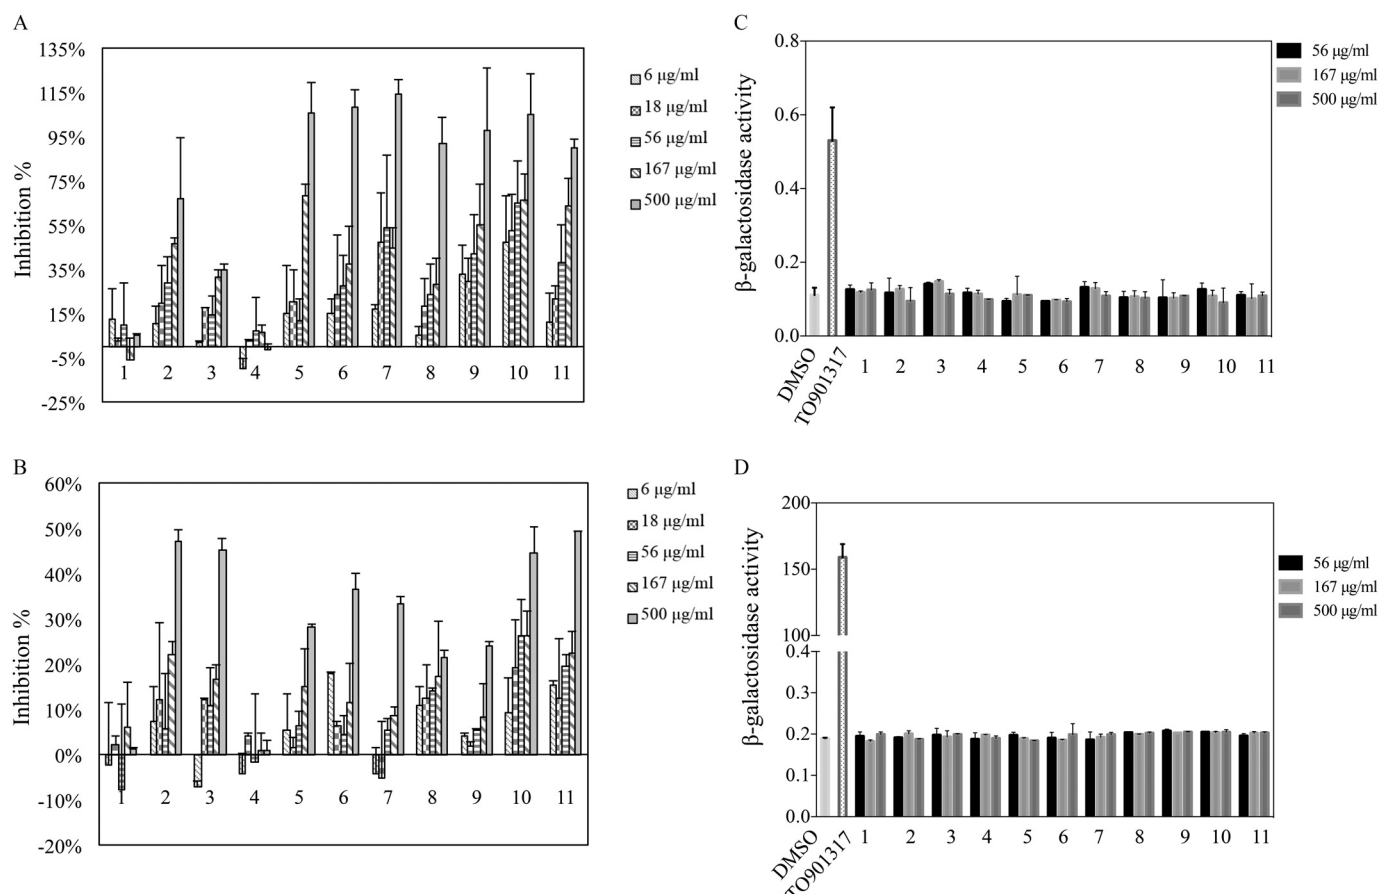 A
135%
115%
95%
75%
55%
35%
15%
-5%
-25%
Inhibition %
1 2 3 4 5 6 7 8 9 10 11
6 μg/ml
18 μg/ml
56 μg/ml
167 μg/ml
500 μg/ml
C
0.8
0.6
0.4
0.2
0.0
β-galactosidase activity
DMSO
TO901317
1 2 3 4 5 6 7 8 9 10 11
56 μg/ml
167 μg/ml
500 μg/ml
B
60%
50%
40%
30%
20%
10%
0%
-10%
-20%
Inhibition %
1 2 3 4 5 6 7 8 9 10 11
6 μg/ml
18 μg/ml
56 μg/ml
167 μg/ml
500 μg/ml
D
200
150
100
0.4
0.3
0.2
0.1
0.0
β-galactosidase activity
DMSO
TO901317
1 2 3 4 5 6 7 8 9 10 11
56 μg/ml
167 μg/ml
500 μg/ml